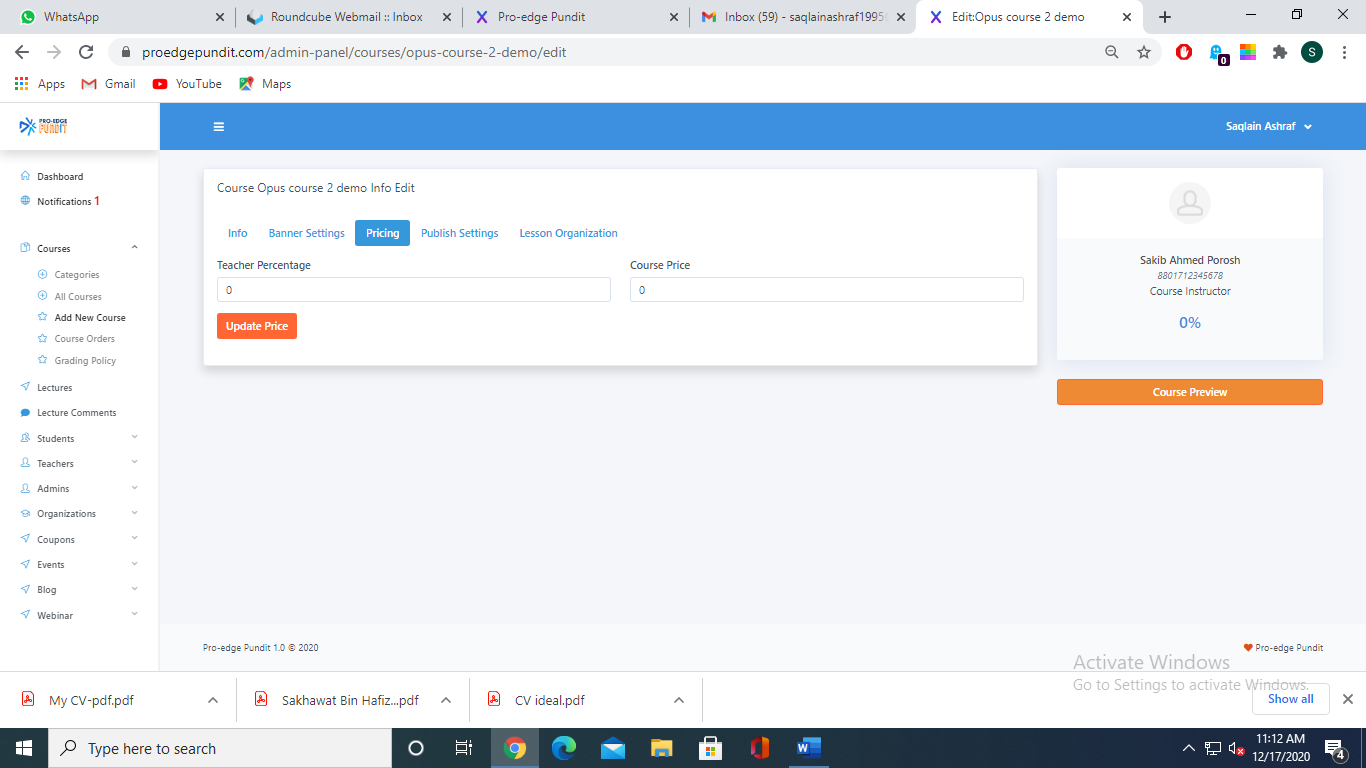 WhatsApp
Roundcube Webmail :: Inbox
Pro-edge Pundit
Inbox (59) - saqlainashraf1995
Edit:Opus course 2 demo
proedgepundit.com/admin-panel/courses/opus-course-2-demo/edit
0
S
Apps
Gmail
YouTube
Maps
PRO-EDGE
PUNDIT
Saqlain Ashraf
Dashboard
Notifications 1
Courses
Categories
All Courses
Add New Course
Course Orders
Grading Policy
Lectures
Lecture Comments
Students
Teachers
Admins
Organizations
Coupons
Events
Blog
Webinar
Course Opus course 2 demo Info Edit
Info
Banner Settings
Pricing
Publish Settings
Lesson Organization
Teacher Percentage
Course Price
0
0
Update Price
Sakib Ahmed Porosh
8801712345678
Course Instructor
0%
Course Preview
Pro-edge Pundit 1.0 © 2020
Pro-edge Pundit
Activate Windows
Go to Settings to activate Windows.
My CV-pdf.pdf
Sakhawat Bin Hafiz...pdf
CV ideal.pdf
Show all
Type here to search
W
11:12 AM
12/17/2020
4